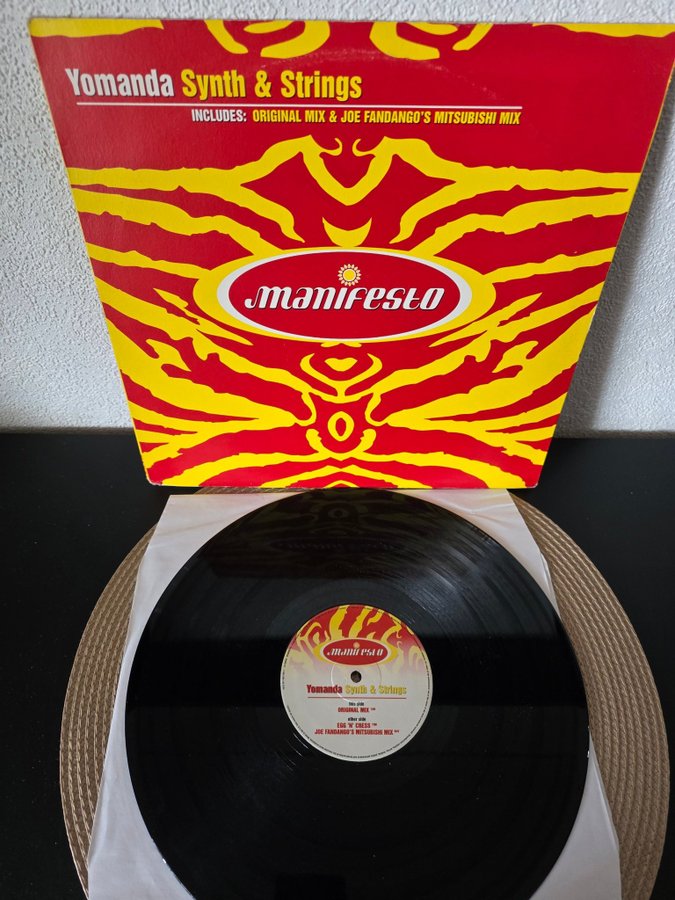 Yomanda Synth & Strings
INCLUDES: ORIGINAL MIX & JOE FANDANGO'S MITSUBISHI MIX
manifesto
manifesto
Yomanda Synth & Strings
this side
ORIGINAL MIX
other side
EGG 'N' CRESS
JOE FANDANGO'S MITSUBISHI MIX